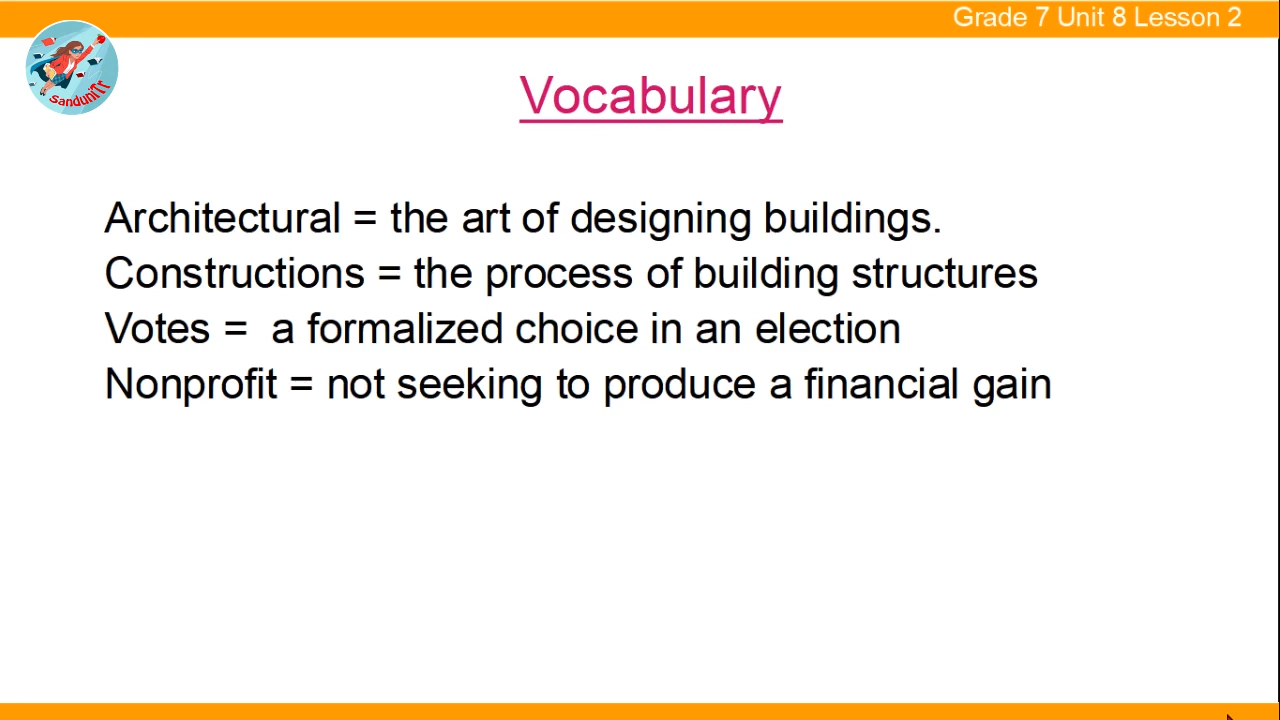 Grade 7 Unit 8 Lesson 2
SanduniTr
Vocabulary
Architectural = the art of designing buildings.
Constructions = the process of building structures
Votes =  a formalized choice in an election
Nonprofit = not seeking to produce a financial gain